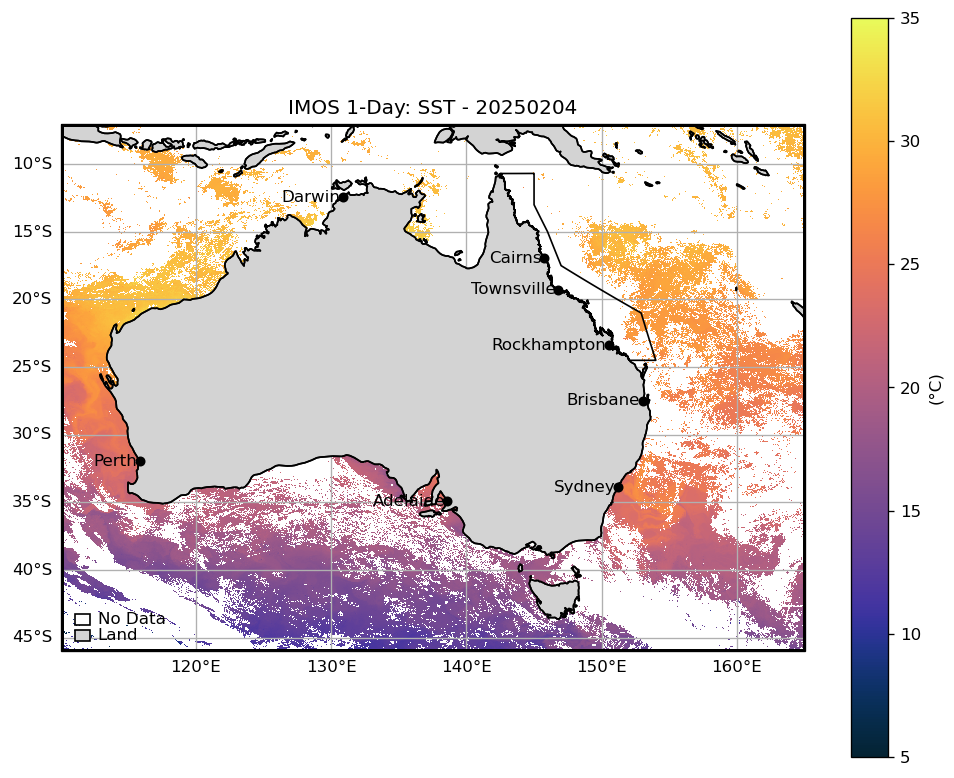 IMOS 1-Day: SST - 20250204
35
30
25
20
15
10
5
(°C)
10°S
15°S
20°S
25°S
30°S
35°S
40°S
45°S
Darwin
Cairns
Townsville
Rockhampton
Brisbane
Perth
Sydney
Adelaide
No Data
Land
120°E
130°E
140°E
150°E
160°E